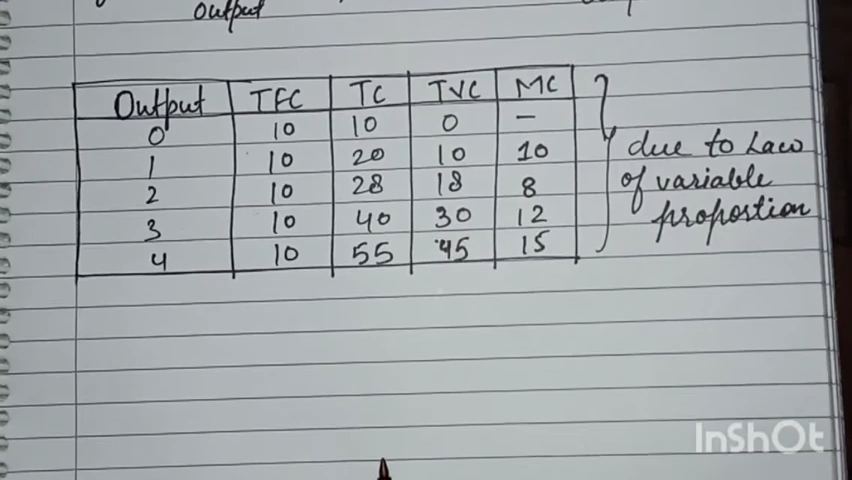 output
Output TFC TC TVC MC
0 10 10 0 -
1 10 20 10 10
2 10 28 18 8
3 10 40 30 12
4 10 55 45 15
due to Law
of variable
proportion
InShOt